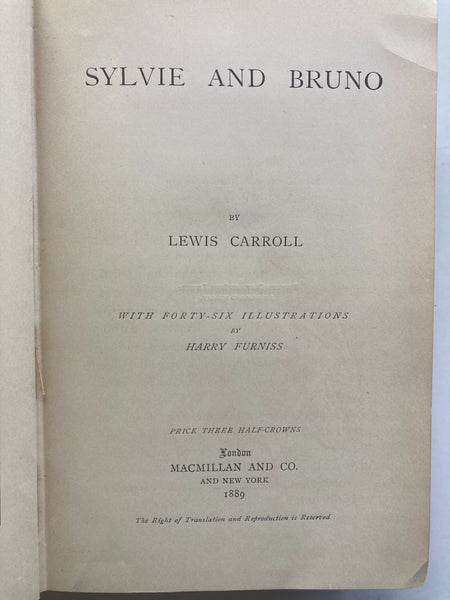 SYLVIE AND BRUNO
BY
LEWIS CARROLL
WITH FORTY-SIX ILLUSTRATIONS
BY
HARRY FURNISS
PRICE THREE HALF-CROWNS
London
MACMILLAN AND CO.
AND NEW YORK
1889
The Right of Translation and Reproduction is Reserved